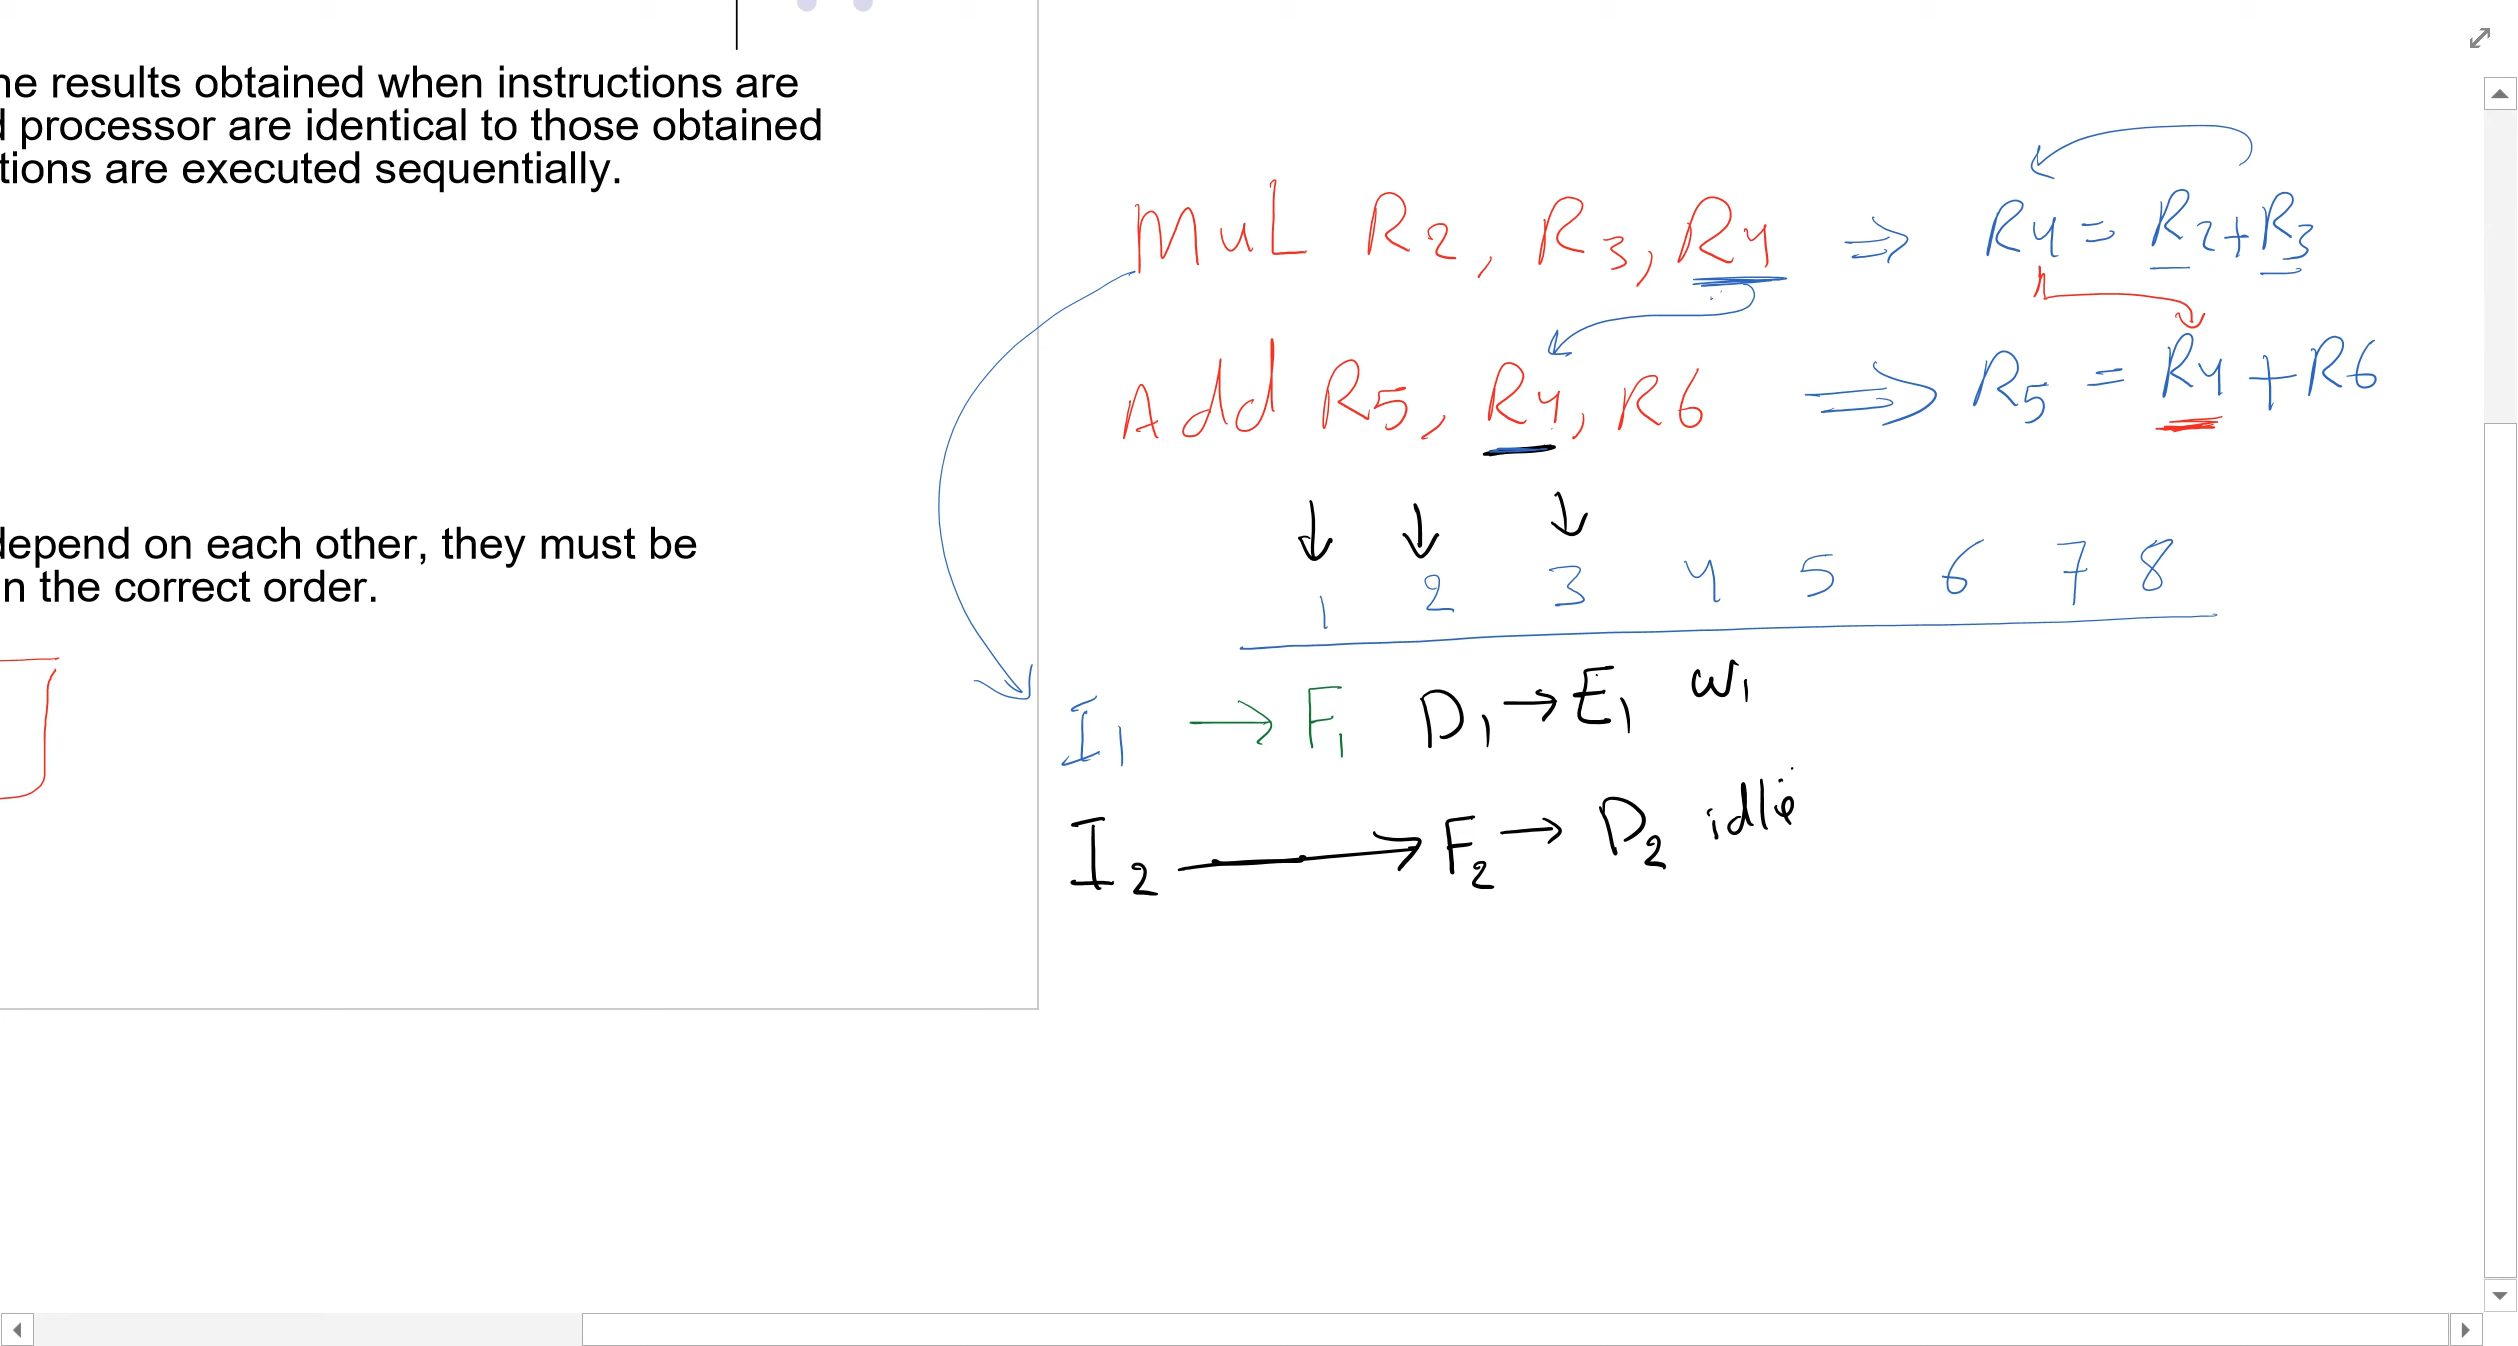 he results obtained when instructions are
d processor are identical to those obtained
tions are executed sequentially.
depend on each other, they must be
n the correct order.
Mul R2, R3, R4 ⇒ R4 = R2 + R3
Add R5, R4, R6 ⇒ R5 = R4 + R6
1 2 3 4 5 6 7 8
I1 → F1 D1 → E1 W1
I2 → F2 → D2 idle